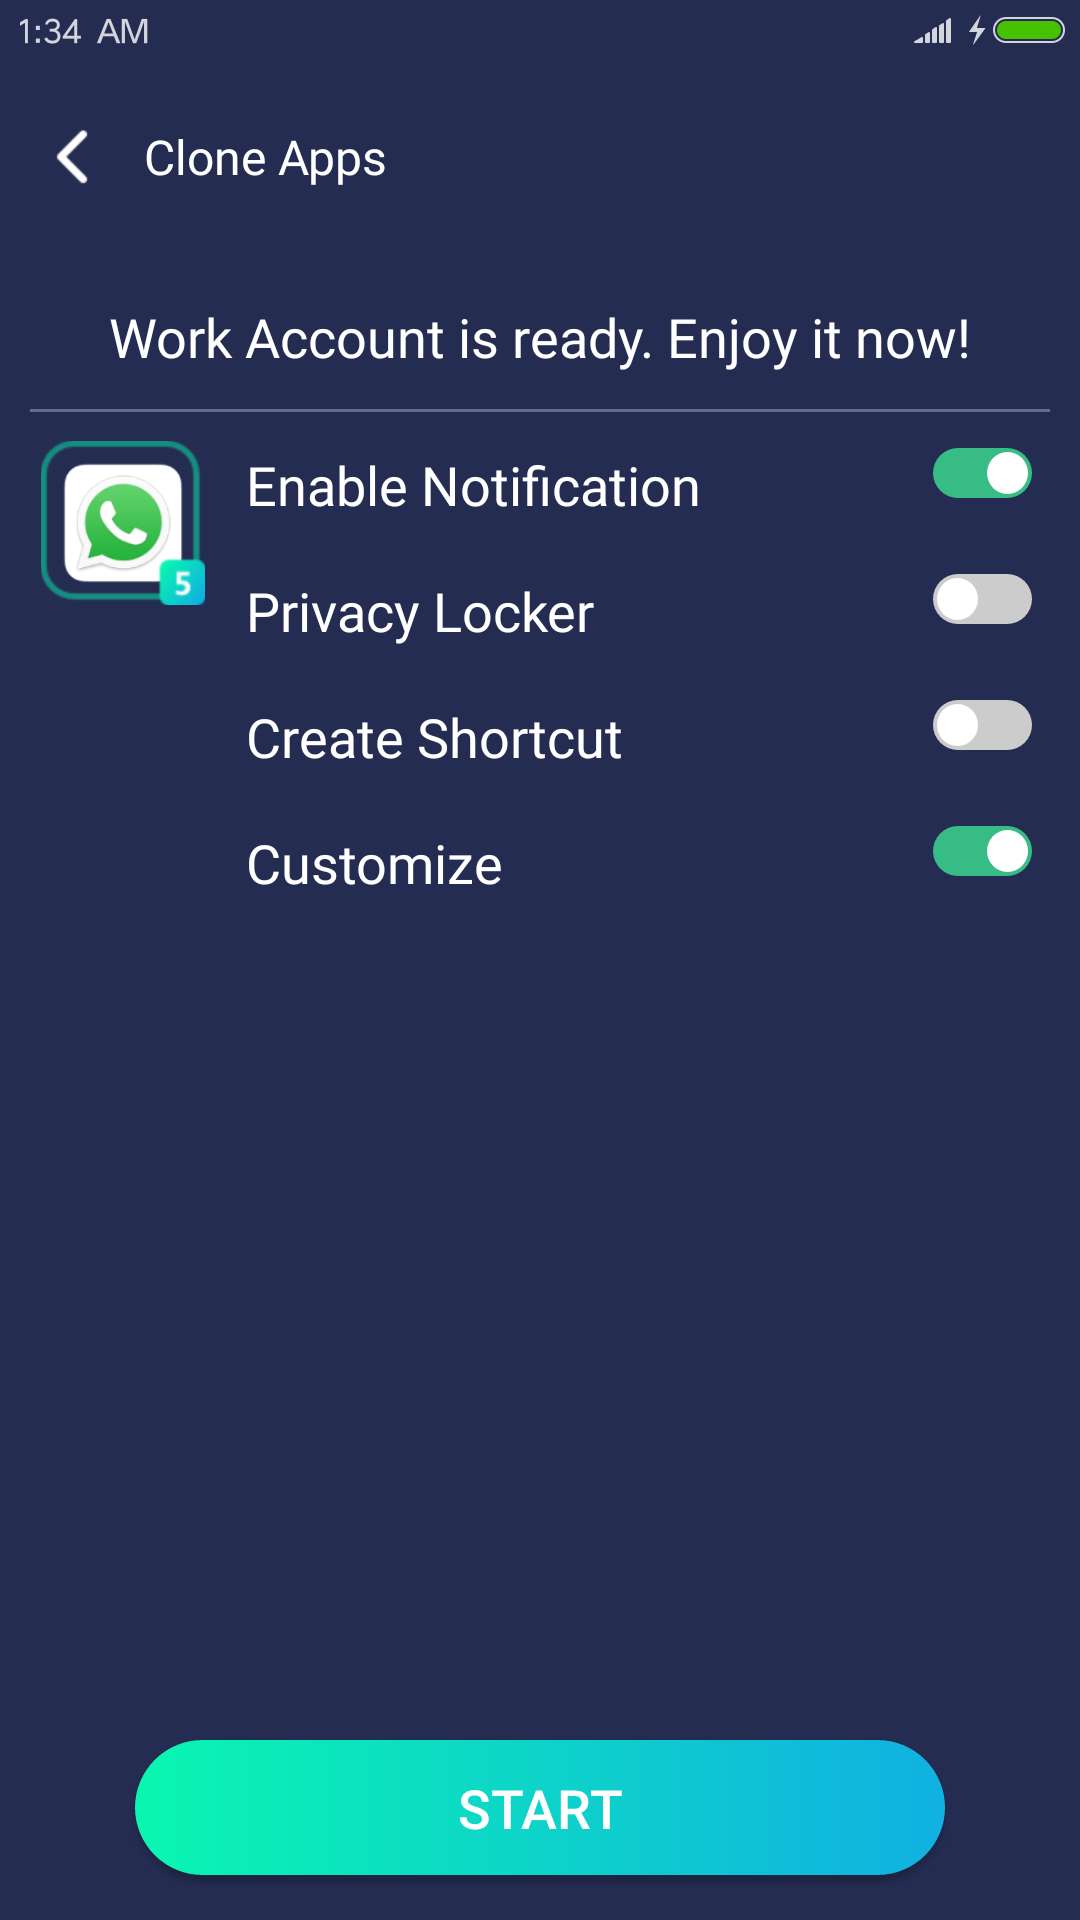 1:34 AM
Clone Apps
Work Account is ready. Enjoy it now!
Enable Notification
5
Privacy Locker
Create Shortcut
Customize
START